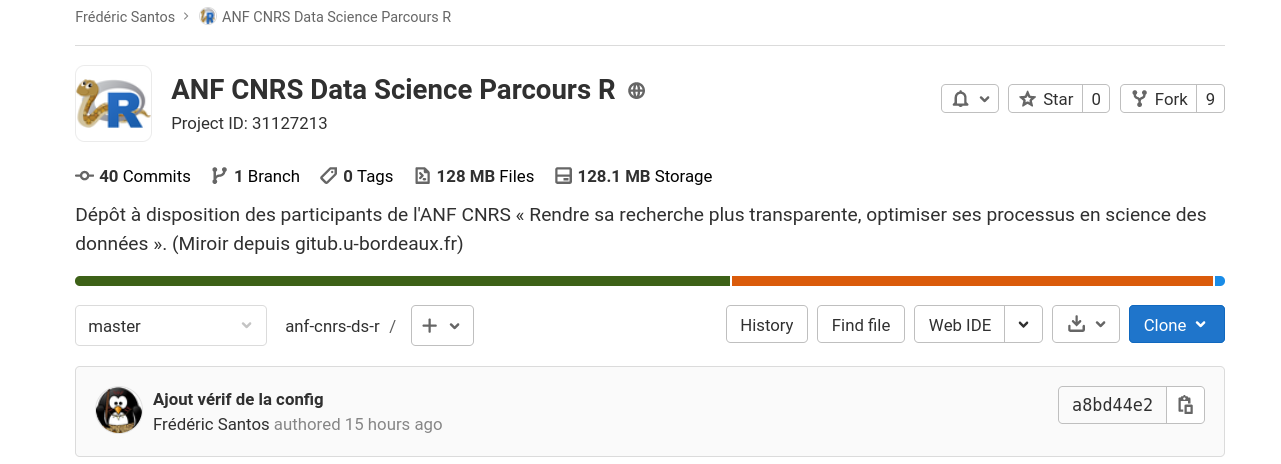 Frédéric Santos > ANF CNRS Data Science Parcours R
ANF CNRS Data Science Parcours R
Project ID: 31127213
Star 0 Fork 9
40 Commits 1 Branch 0 Tags 128 MB Files 128.1 MB Storage
Dépôt à disposition des participants de l'ANF CNRS « Rendre sa recherche plus transparente, optimiser ses processus en science des
données ». (Miroir depuis gitub.u-bordeaux.fr)
master anf-cnrs-ds-r / + History Find file Web IDE Clone
Ajout vérif de la config
Frédéric Santos authored 15 hours ago
a8bd44e2